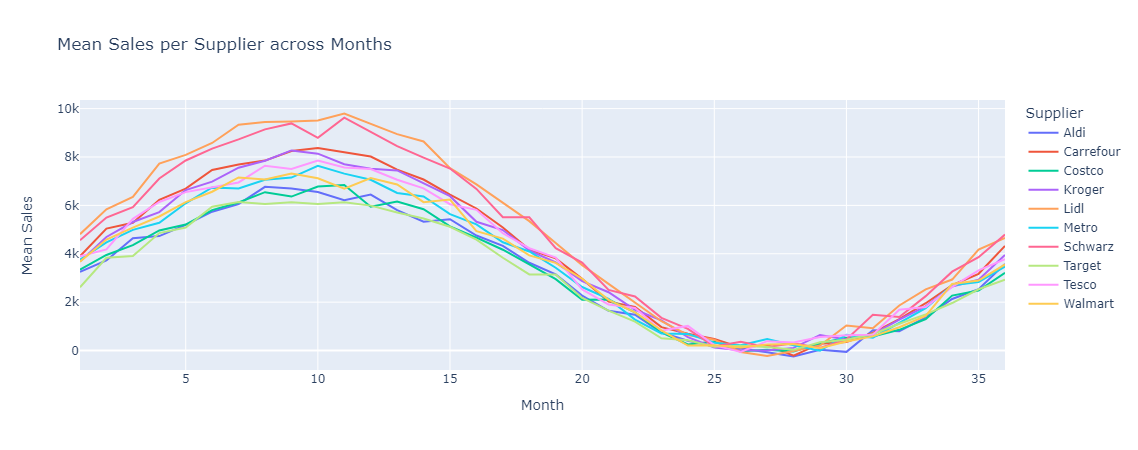 Mean Sales per Supplier across Months
Mean Sales
10k
8k
6k
4k
2k
0
5
10
15
20
25
30
35
Month
Supplier
Aldi
Carrefour
Costco
Kroger
Lidl
Metro
Schwarz
Target
Tesco
Walmart